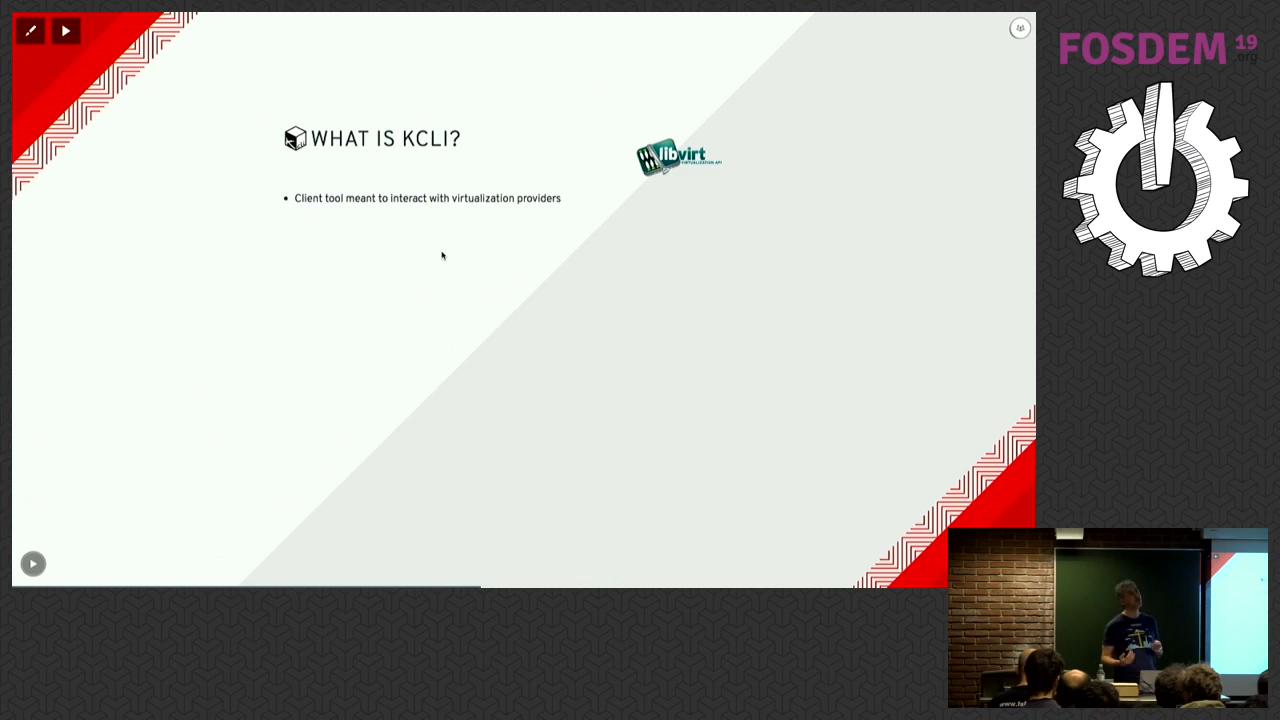 WHAT IS KCLI?
libvirt
VIRTUALIZATION API
• Client tool meant to interact with virtualization providers
FOSDEM 19
.org